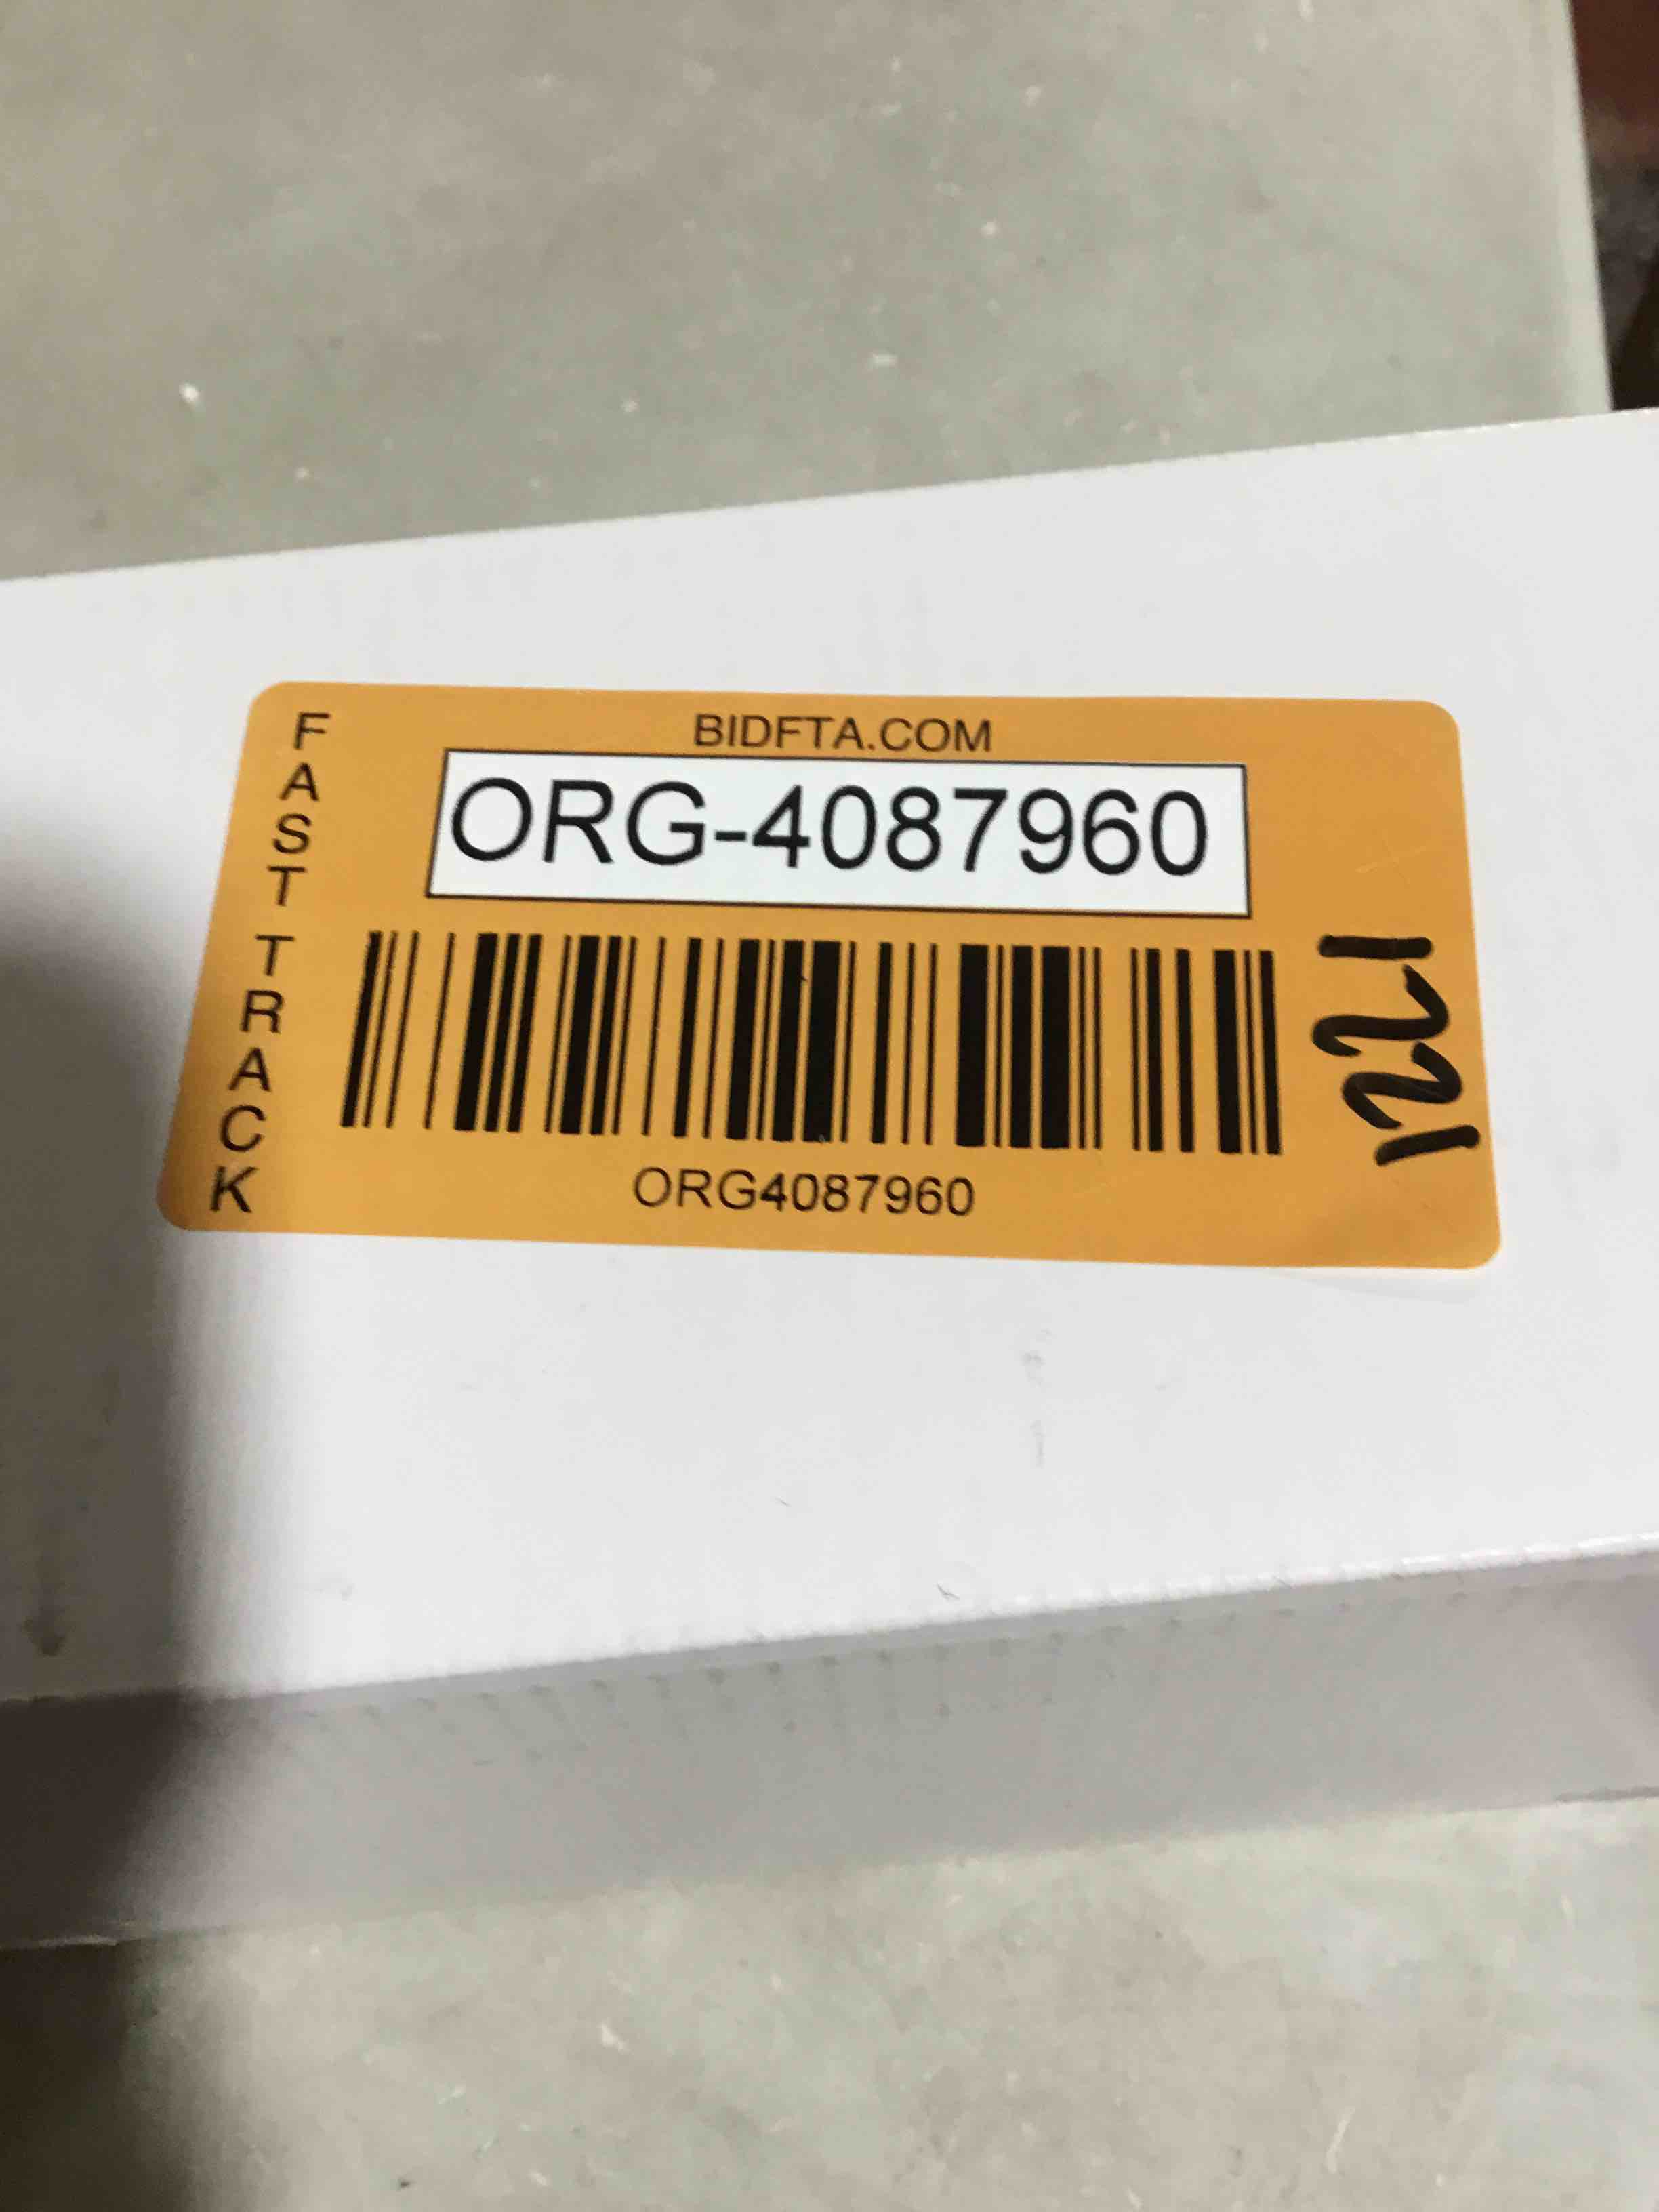 FAST TRACK
BIDFTA.COM
ORG-4087960
ORG4087960
1221